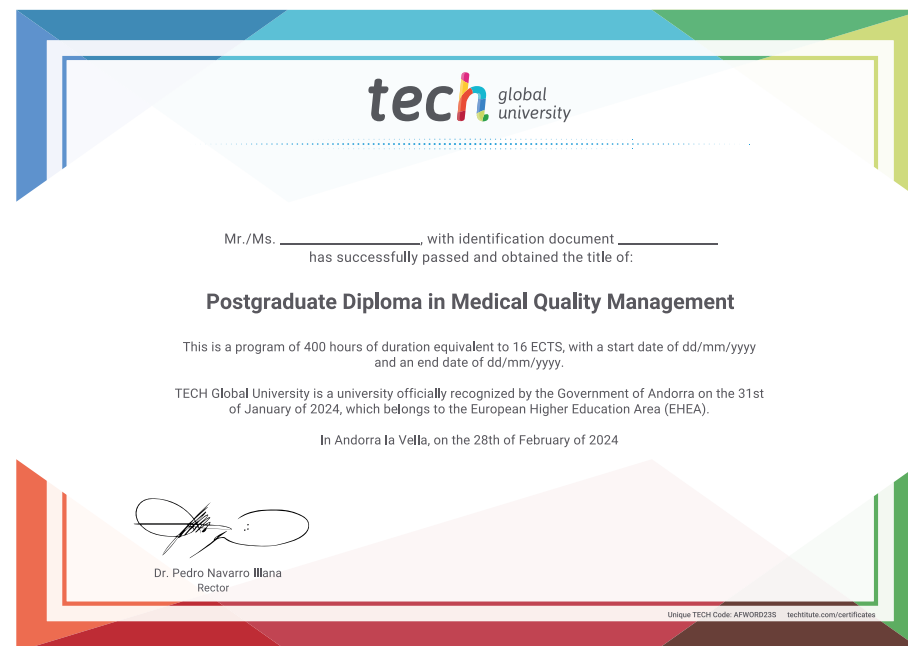 tech global university
Mr./Ms. ____________________, with identification document ______________
has successfully passed and obtained the title of:
Postgraduate Diploma in Medical Quality Management
This is a program of 400 hours of duration equivalent to 16 ECTS, with a start date of dd/mm/yyyy
and an end date of dd/mm/yyyy.
TECH Global University is a university officially recognized by the Government of Andorra on the 31st
of January of 2024, which belongs to the European Higher Education Area (EHEA).
In Andorra la Vella, on the 28th of February of 2024
Dr. Pedro Navarro Illana
Rector
Unique TECH Code: AFWORD23S techtitute.com/certificates